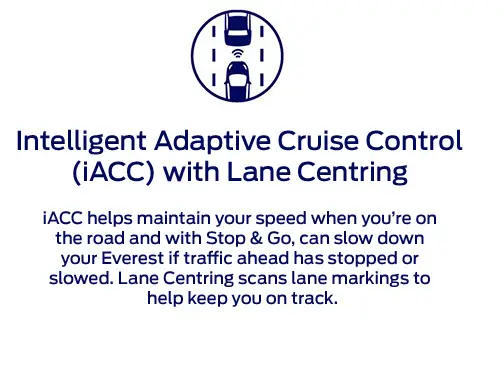 Intelligent Adaptive Cruise Control
(iACC) with Lane Centring
iACC helps maintain your speed when you’re on
the road and with Stop & Go, can slow down
your Everest if traffic ahead has stopped or
slowed. Lane Centring scans lane markings to
help keep you on track.